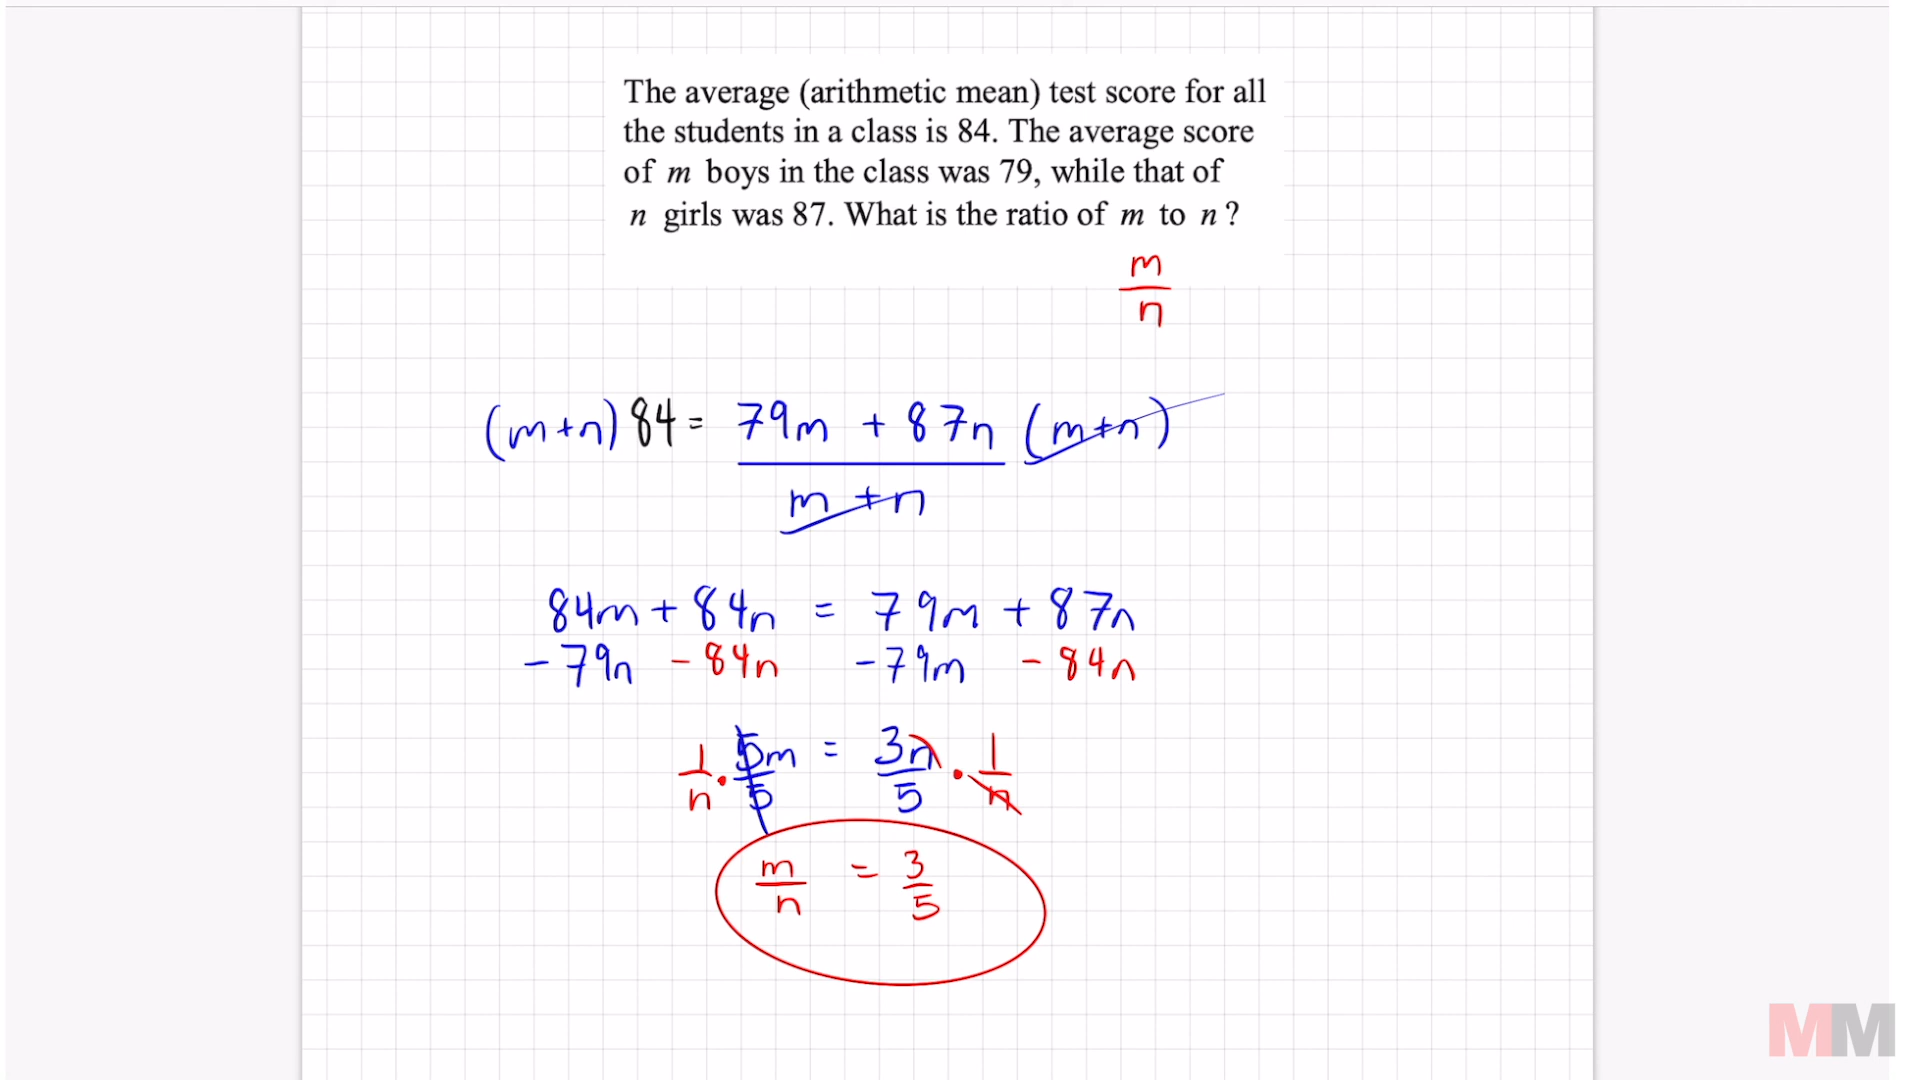 The average (arithmetic mean) test score for all
the students in a class is 84. The average score
of m boys in the class was 79, while that of
n girls was 87. What is the ratio of m to n?
m
n
(m+n) 84 = 79m + 87n (m+n)
m + n
84m + 84n = 79m + 87n
- 79n - 84n - 79m - 84n
1/n · 5m/5 = 3n/5 · 1/n
m/n = 3/5
MM